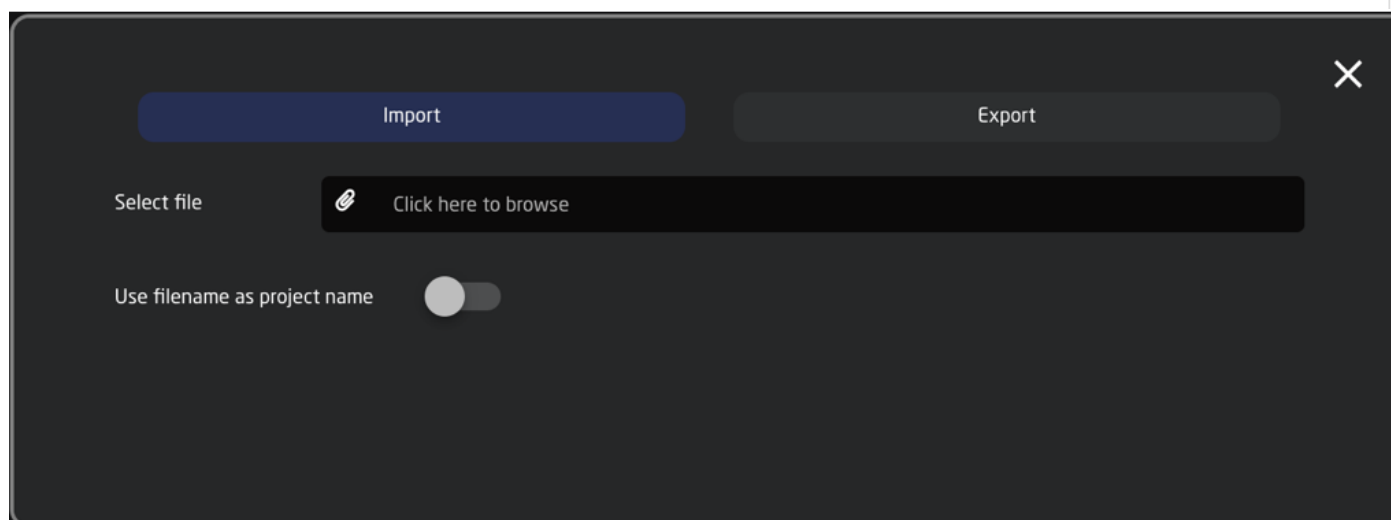 Import
Export
Select file
Click here to browse
Use filename as project name